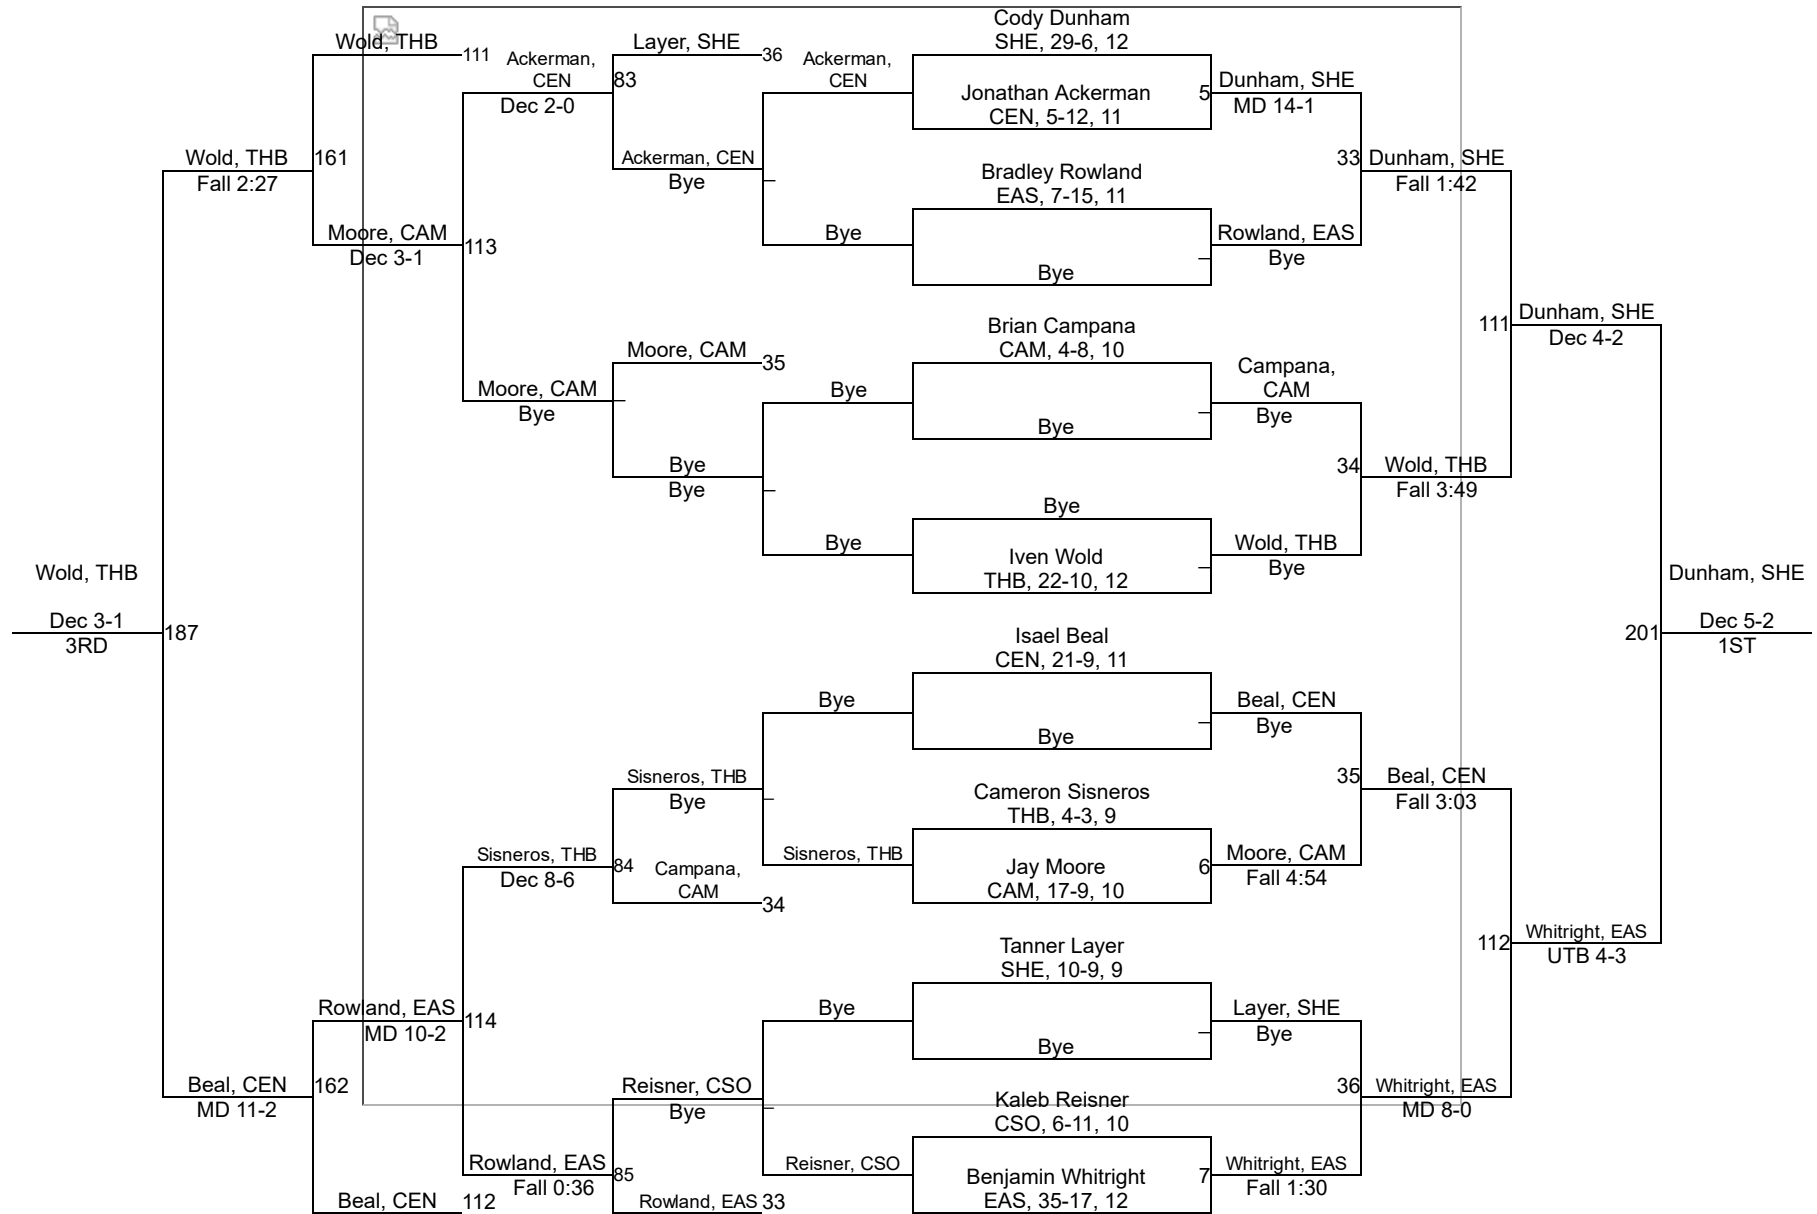 Cody Dunham
SHE, 29-6, 12
Wold, THB
111
Ackerman,
CEN
Dec 2-0
83
Layer, SHE
36
Ackerman,
CEN
Jonathan Ackerman
CEN, 5-12, 11
5
Dunham, SHE
MD 14-1
Wold, THB
Fall 2:27
161
Ackerman, CEN
Bye
Bradley Rowland
EAS, 7-15, 11
33
Dunham, SHE
Fall 1:42
Moore, CAM
Dec 3-1
113
Bye
Bye
Rowland, EAS
Bye
Brian Campana
CAM, 4-8, 10
111
Dunham, SHE
Dec 4-2
Moore, CAM
35
Moore, CAM
Bye
Bye
Bye
Campana,
CAM
Bye
Bye
Bye
34
Wold, THB
Fall 3:49
Bye
Bye
Iven Wold
THB, 22-10, 12
Wold, THB
Bye
Wold, THB
Dec 3-1
3RD
187
Dunham, SHE
201
Dec 5-2
1ST
Isael Beal
CEN, 21-9, 11
Bye
Bye
Beal, CEN
Bye
Sisneros, THB
Bye
Cameron Sisneros
THB, 4-3, 9
35
Beal, CEN
Fall 3:03
Sisneros, THB
Dec 8-6
84
Campana,
CAM
34
Sisneros, THB
Jay Moore
CAM, 17-9, 10
6
Moore, CAM
Fall 4:54
Tanner Layer
SHE, 10-9, 9
112
Whitright, EAS
UTB 4-3
Rowland, EAS
MD 10-2
114
Bye
Bye
Layer, SHE
Bye
Beal, CEN
MD 11-2
162
Reisner, CSO
Bye
Kaleb Reisner
CSO, 6-11, 10
36
Whitright, EAS
MD 8-0
Rowland, EAS
Fall 0:36
85
Reisner, CSO
Benjamin Whitright
EAS, 35-17, 12
7
Whitright, EAS
Fall 1:30
Beal, CEN
112
Rowland, EAS
33